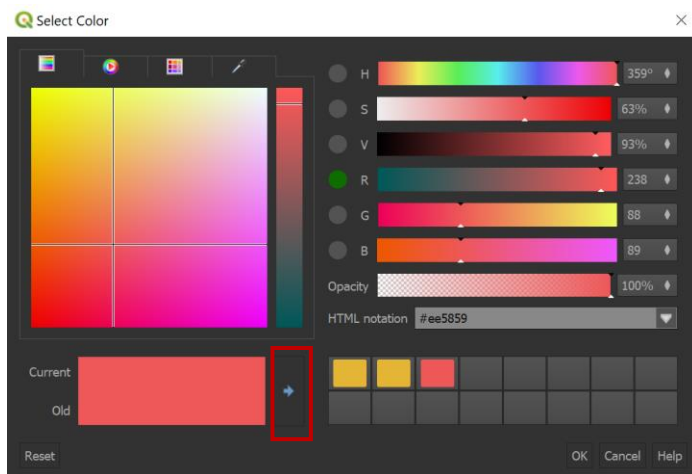 Select Color
H 359°
S 63%
V 93%
R 238
G 88
B 89
Opacity 100%
HTML notation #ee5859
Current
Old
Reset OK Cancel Help